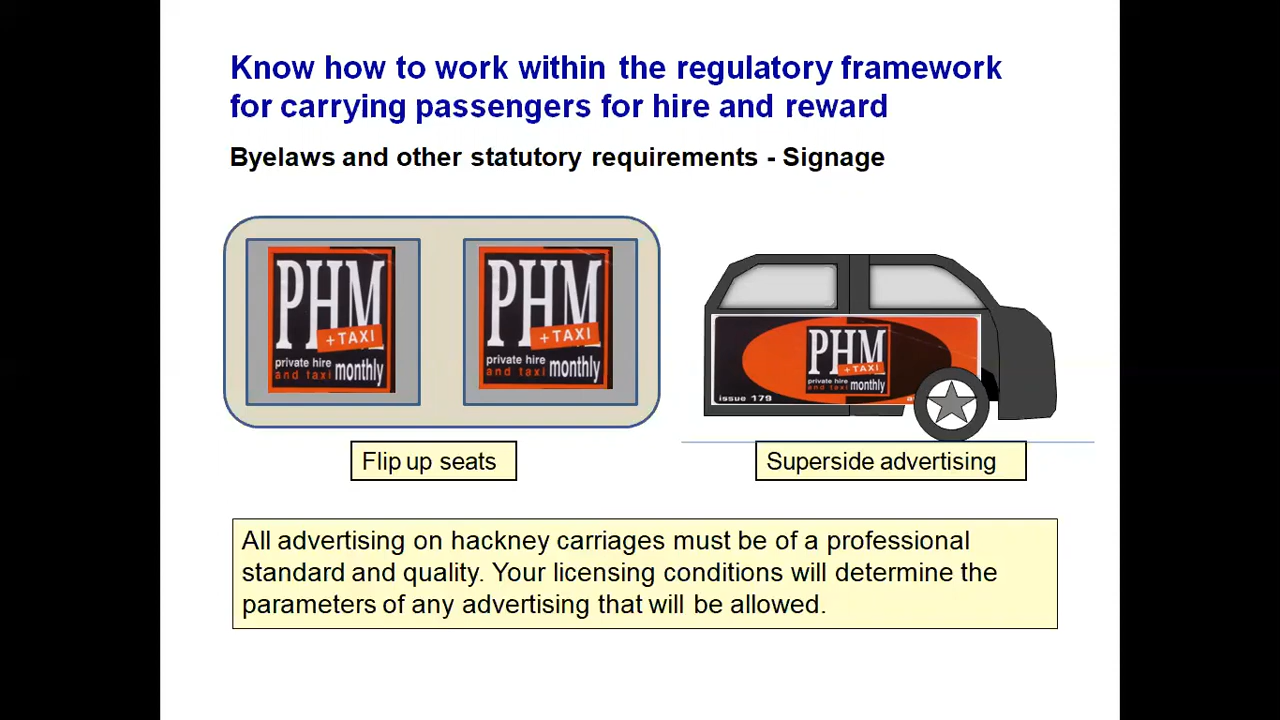 Know how to work within the regulatory framework
for carrying passengers for hire and reward
Byelaws and other statutory requirements - Signage
PHM
+TAXI
private hire
and taxi monthly
PHM
+TAXI
private hire
and taxi monthly
PHM
+TAXI
private hire
and taxi monthly
issue 179
Flip up seats
Superside advertising
All advertising on hackney carriages must be of a professional
standard and quality. Your licensing conditions will determine the
parameters of any advertising that will be allowed.